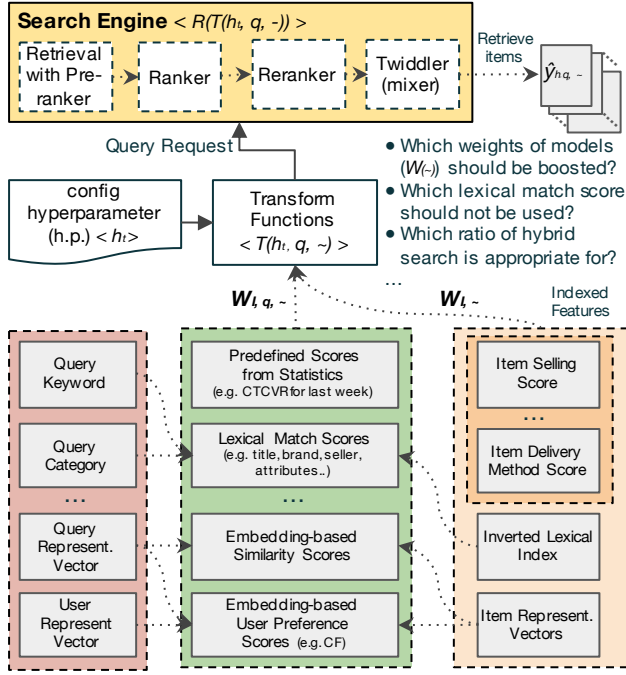 Search Engine < R(T(hₜ, q, -)) >
Retrieval
with Pre-
ranker
Ranker
Reranker
Twiddler
(mixer)
Retrieve
items
ŷₕq, ~
Query Request
config
hyperparameter
(h.p.) < hₜ>
Transform
Functions
< T(hₜ, q, ~) >
● Which weights of models
(W(~)) should be boosted?
● Which lexical match score
should not be used?
● Which ratio of hybrid
search is appropriate for?
...
W I, q, ~
W I, ~
Indexed
Features
Query
Keyword
Query
Category
...
Query
Represent.
Vector
User
Represent
Vector
Predefined Scores
from Statistics
(e.g. CTCVR for last week)
Lexical Match Scores
(e.g. title, brand, seller,
attributes..)
...
Embedding-based
Similarity Scores
Embedding-based
User Preference
Scores (e.g. CF)
Item Selling
Score
...
Item Delivery
Method Score
Inverted Lexical
Index
Item Represent.
Vectors